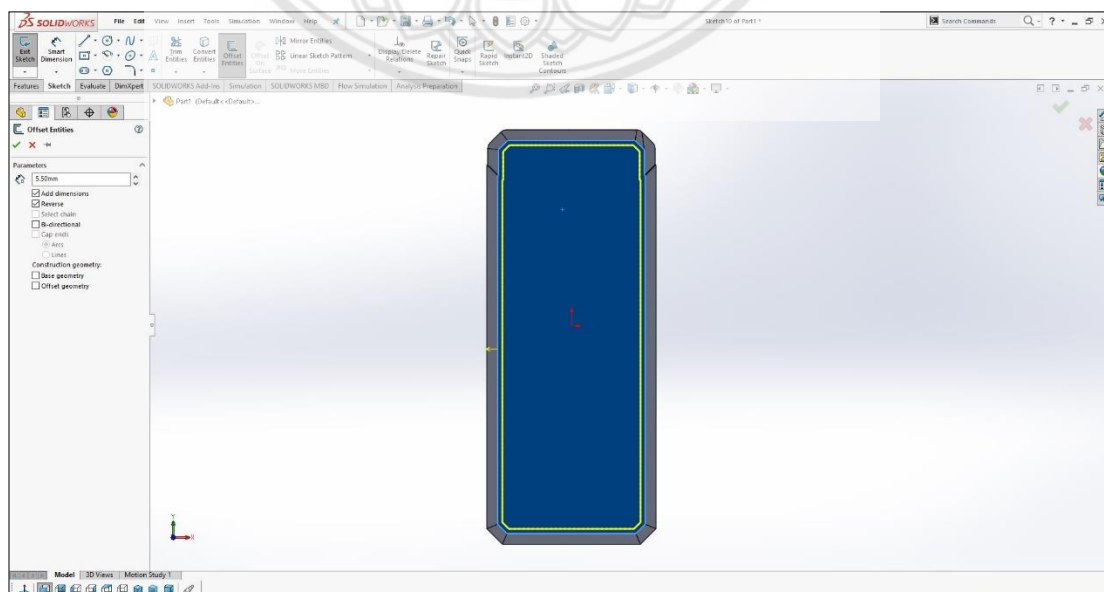 SOLIDWORKS File Edit View Insert Tools Simulation Window Help
Sketch10 of Part1 *
Search Commands
Exit Sketch
Smart Dimension
Trim Entities
Convert Entities
Offset Entities
Offset On Surface
Mirror Entities
Linear Sketch Pattern
Move Entities
Display/Delete Relations
Repair Sketch
Quick Snaps
Rapid Sketch
Instant2D
Shaded Sketch Contours
Features Sketch Evaluate DimXpert SOLIDWORKS Add-Ins Simulation SOLIDWORKS MBD Flow Simulation Analysis Preparation
Part1 (Default<<Default>...
Offset Entities
Parameters
5.50mm
Add dimensions
Reverse
Select chain
Bi-directional
Cap ends
Arcs
Lines
Construction geometry:
Base geometry
Offset geometry
Y
X
Model 3D Views Motion Study 1